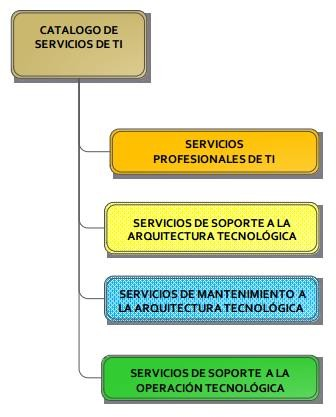 CATALOGO DE
SERVICIOS DE TI
SERVICIOS
PROFESIONALES DE TI
SERVICIOS DE SOPORTE A LA
ARQUITECTURA TECNOLÓGICA
SERVICIOS DE MANTENIMIENTO A
LA ARQUITECTURA TECNOLÓGICA
SERVICIOS DE SOPORTE A LA
OPERACIÓN TECNOLÓGICA